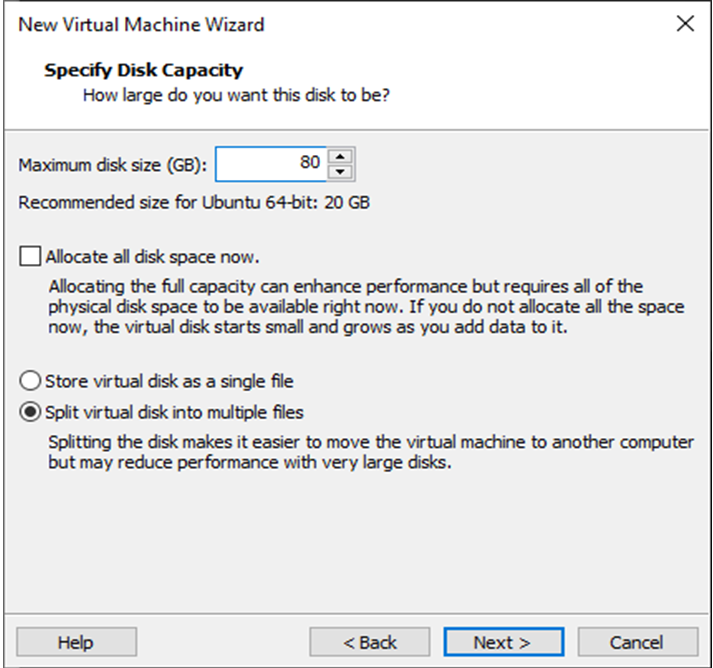 New Virtual Machine Wizard
Specify Disk Capacity
How large do you want this disk to be?
Maximum disk size (GB): 80
Recommended size for Ubuntu 64-bit: 20 GB
Allocate all disk space now.
Allocating the full capacity can enhance performance but requires all of the
physical disk space to be available right now. If you do not allocate all the space
now, the virtual disk starts small and grows as you add data to it.
Store virtual disk as a single file
Split virtual disk into multiple files
Splitting the disk makes it easier to move the virtual machine to another computer
but may reduce performance with very large disks.
Help < Back Next > Cancel